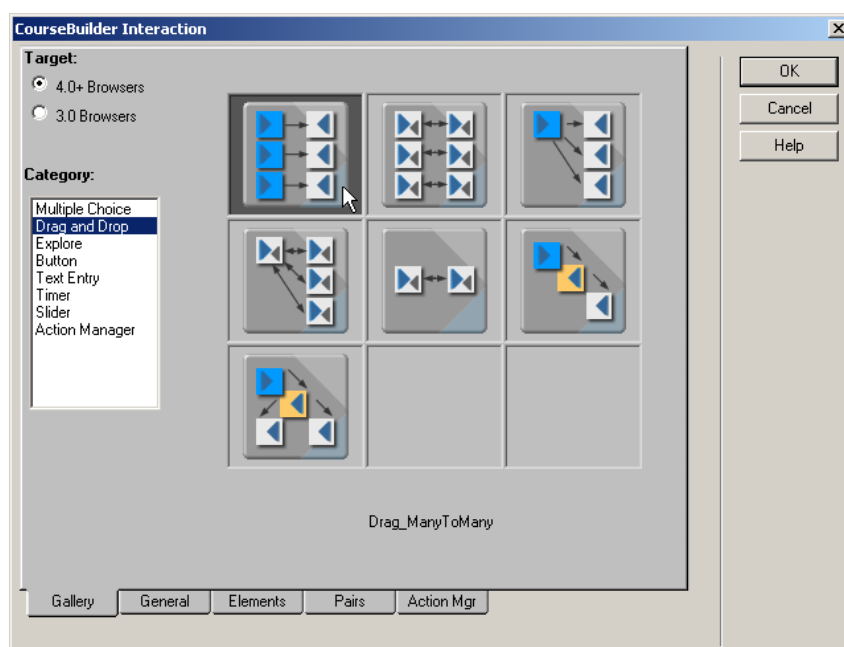 CourseBuilder Interaction
Target:
4.0+ Browsers
3.0 Browsers
Category:
Multiple Choice
Drag and Drop
Explore
Button
Text Entry
Timer
Slider
Action Manager
Drag_ManyToMany
OK
Cancel
Help
Gallery
General
Elements
Pairs
Action Mgr